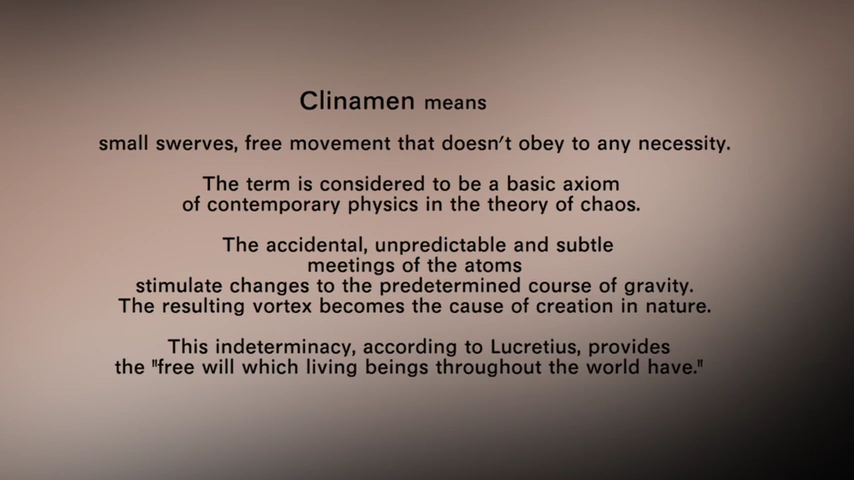 Clinamen means
small swerves, free movement that doesn't obey to any necessity.
The term is considered to be a basic axiom
of contemporary physics in the theory of chaos.
The accidental, unpredictable and subtle
meetings of the atoms
stimulate changes to the predetermined course of gravity.
The resulting vortex becomes the cause of creation in nature.
This indeterminacy, according to Lucretius, provides
the "free will which living beings throughout the world have."